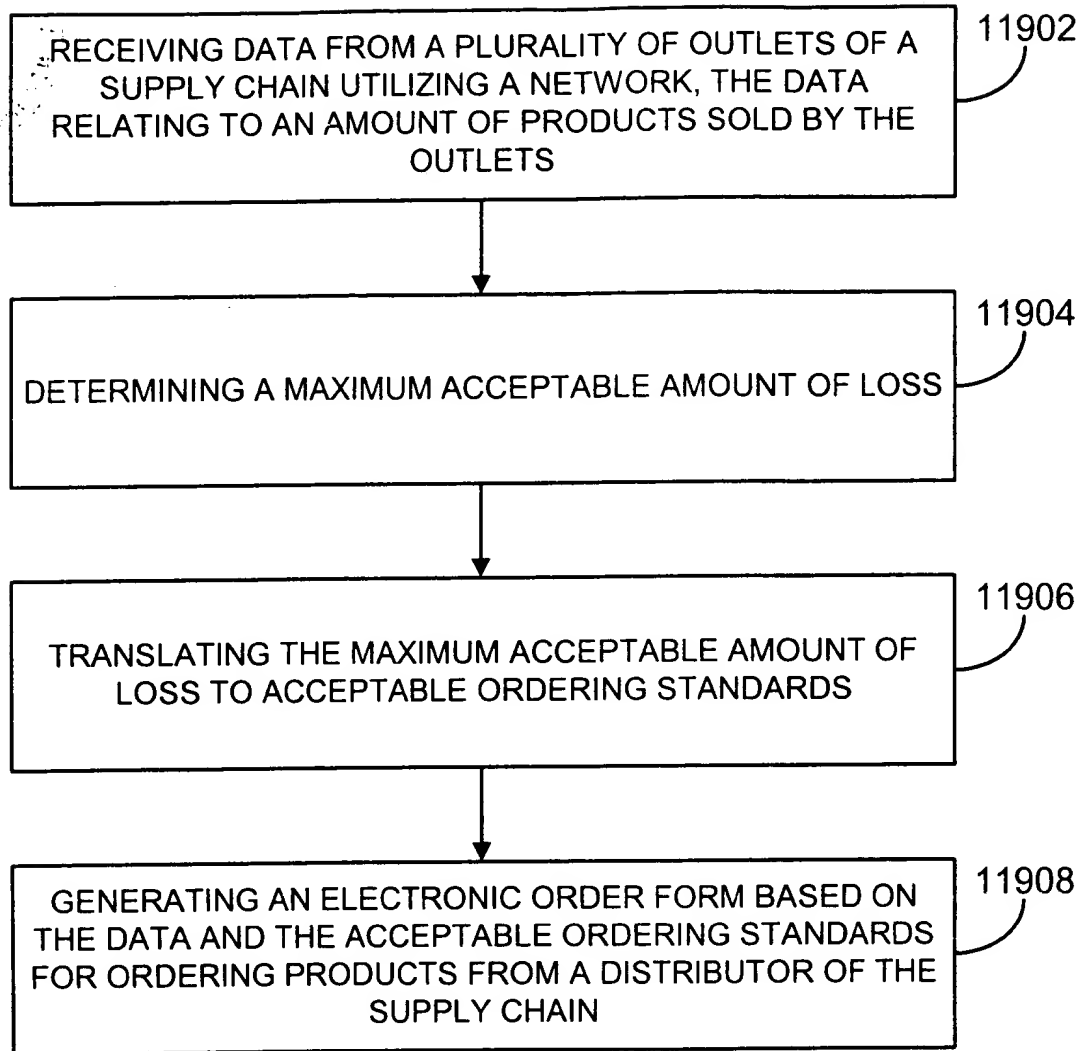 RECEIVING DATA FROM A PLURALITY OF OUTLETS OF A
SUPPLY CHAIN UTILIZING A NETWORK, THE DATA
RELATING TO AN AMOUNT OF PRODUCTS SOLD BY THE
OUTLETS
11902
DETERMINING A MAXIMUM ACCEPTABLE AMOUNT OF LOSS
11904
TRANSLATING THE MAXIMUM ACCEPTABLE AMOUNT OF
LOSS TO ACCEPTABLE ORDERING STANDARDS
11906
GENERATING AN ELECTRONIC ORDER FORM BASED ON
THE DATA AND THE ACCEPTABLE ORDERING STANDARDS
FOR ORDERING PRODUCTS FROM A DISTRIBUTOR OF THE
SUPPLY CHAIN
11908